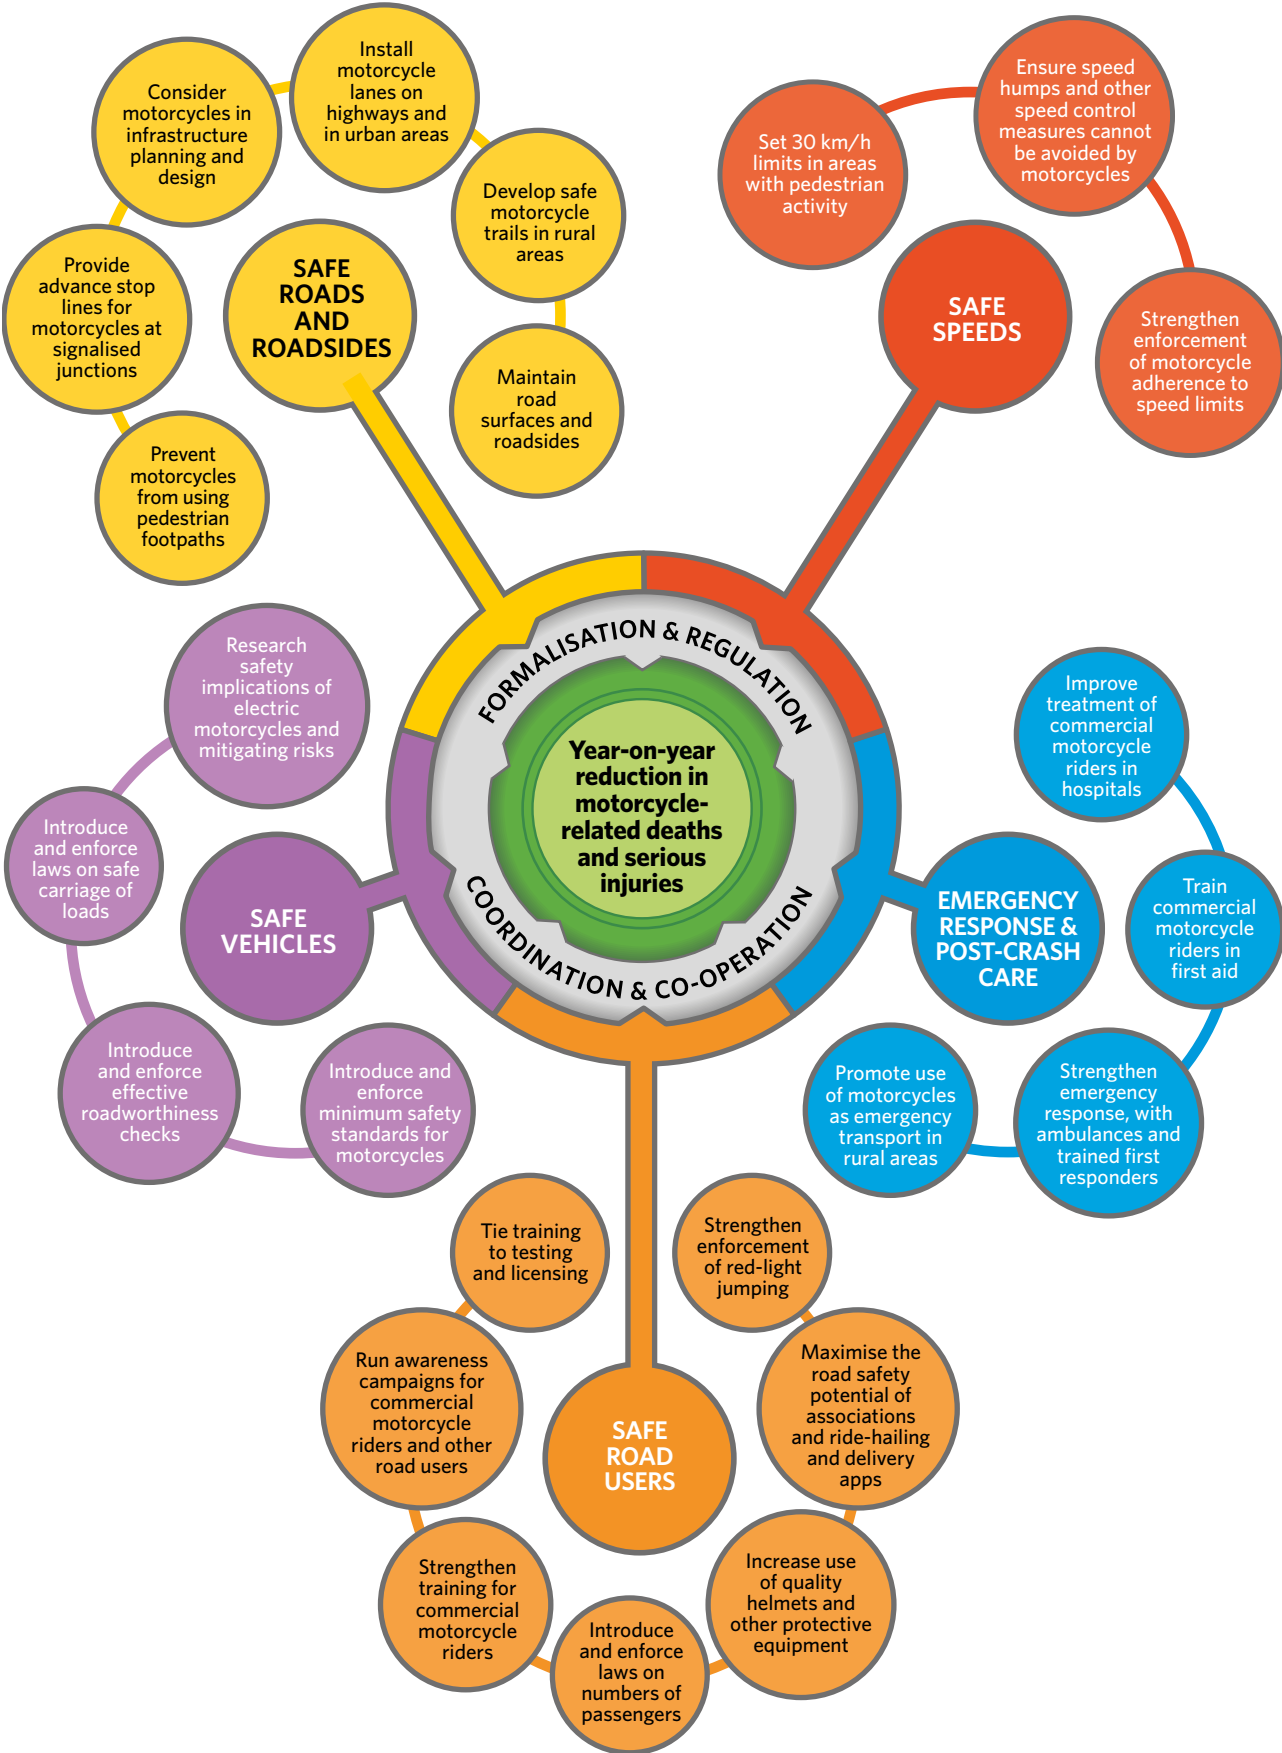 Install
motorcycle
lanes on
highways and
in urban areas
Consider
motorcycles in
infrastructure
planning and
design
Develop safe
motorcycle
trails in rural
areas
Provide
advance stop
lines for
motorcycles at
signalised
junctions
SAFE
ROADS
AND
ROADSIDES
Maintain
road
surfaces and
roadsides
Prevent
motorcycles
from using
pedestrian
footpaths
Set 30 km/h
limits in areas
with pedestrian
activity
Ensure speed
humps and other
speed control
measures cannot
be avoided by
motorcycles
SAFE
SPEEDS
Strengthen
enforcement
of motorcycle
adherence to
speed limits
FORMALISATION & REGULATION
Year-on-year
reduction in
motorcycle-
related deaths
and serious
injuries
COORDINATION & CO-OPERATION
Research
safety
implications of
electric
motorcycles and
mitigating risks
Introduce
and enforce
laws on safe
carriage of
loads
SAFE
VEHICLES
Introduce
and enforce
effective
roadworthiness
checks
Introduce and
enforce
minimum safety
standards for
motorcycles
Improve
treatment of
commercial
motorcycle
riders in
hospitals
EMERGENCY
RESPONSE &
POST-CRASH
CARE
Train
commercial
motorcycle
riders in
first aid
Promote use
of motorcycles
as emergency
transport in
rural areas
Strengthen
emergency
response, with
ambulances and
trained first
responders
Tie training
to testing
and licensing
Strengthen
enforcement
of red-light
jumping
Run awareness
campaigns for
commercial
motorcycle
riders and other
road users
SAFE
ROAD
USERS
Maximise the
road safety
potential of
associations
and ride-hailing
and delivery
apps
Strengthen
training for
commercial
motorcycle
riders
Introduce
and enforce
laws on
numbers of
passengers
Increase use
of quality
helmets and
other protective
equipment